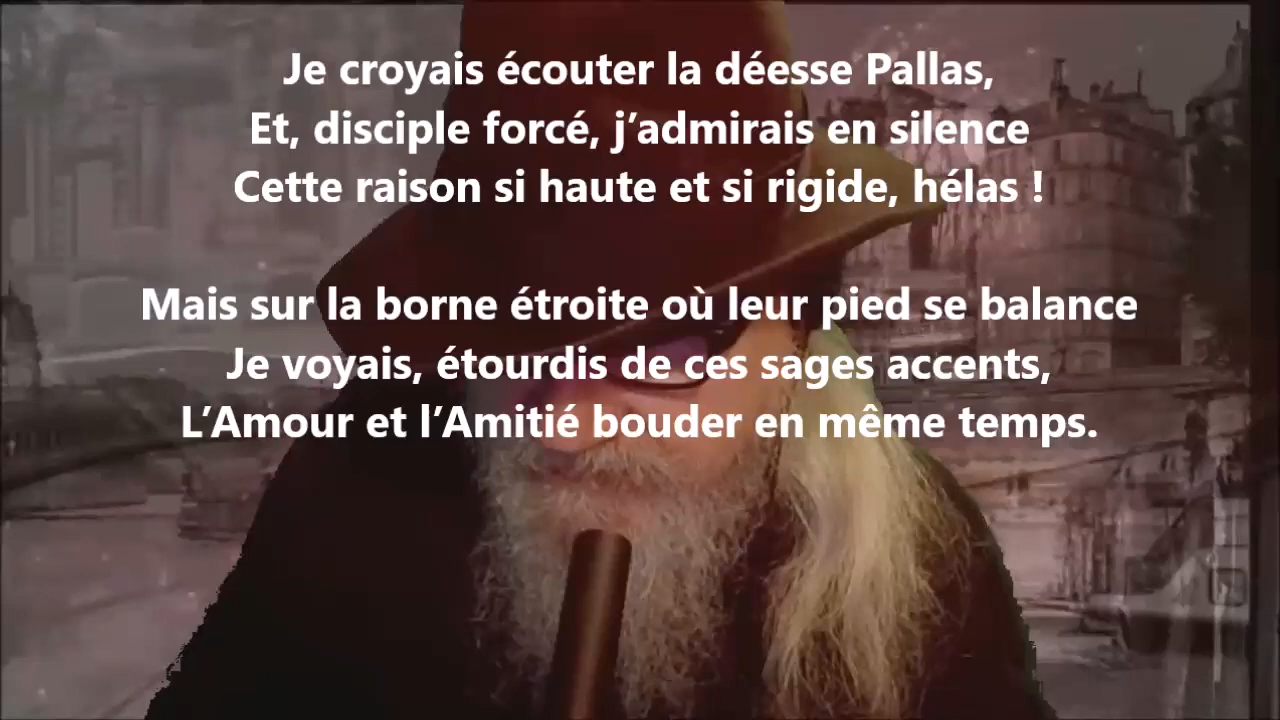 Je croyais écouter la déesse Pallas,
Et, disciple forcé, j’admirais en silence
Cette raison si haute et si rigide, hélas !
Mais sur la borne étroite où leur pied se balance
Je voyais, étourdis de ces sages accents,
L’Amour et l’Amitié bouder en même temps.